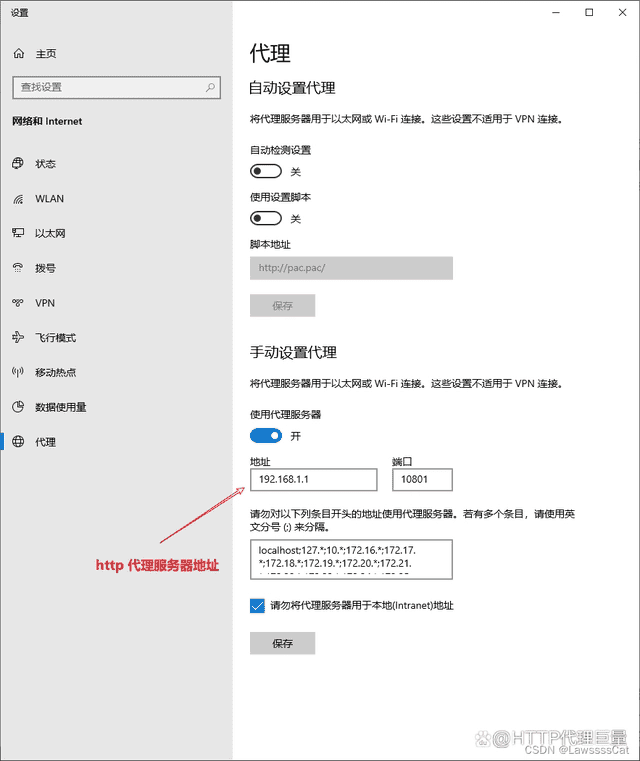 设置
主页
查找设置
网络和 Internet
状态
WLAN
以太网
拨号
VPN
飞行模式
移动热点
数据使用量
代理
代理
自动设置代理
将代理服务器用于以太网或 Wi-Fi 连接。这些设置不适用于 VPN 连接。
自动检测设置
关
使用设置脚本
关
脚本地址
http://pac.pac/
保存
手动设置代理
将代理服务器用于以太网或 Wi-Fi 连接。这些设置不适用于 VPN 连接。
使用代理服务器
开
地址 端口
192.168.1.1 10801
http 代理服务器地址
请勿对以下列条目开头的地址使用代理服务器。若有多个条目，请使用英
文分号 (;) 来分隔。
localhost;127.*;10.*;172.16.*;172.17.
*;172.18.*;172.19.*;172.20.*;172.21.
请勿将代理服务器用于本地(Intranet)地址
保存
@HTTP代理巨量
CSDN @LawssssCat